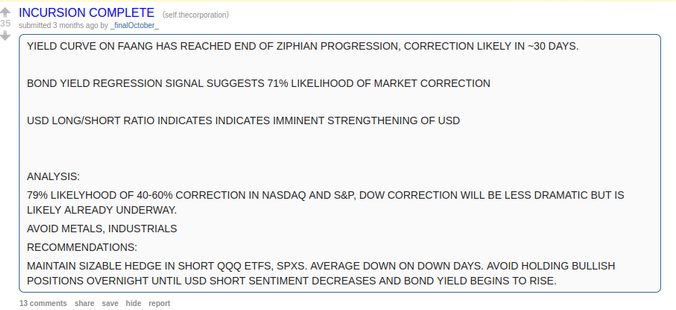 INCURSION COMPLETE (self.thecorporation)
35
submitted 3 months ago by _finalOctober_
YIELD CURVE ON FAANG HAS REACHED END OF ZIPHIAN PROGRESSION, CORRECTION LIKELY IN ~30 DAYS.
BOND YIELD REGRESSION SIGNAL SUGGESTS 71% LIKELIHOOD OF MARKET CORRECTION
USD LONG/SHORT RATIO INDICATES INDICATES IMMINENT STRENGTHENING OF USD
ANALYSIS:
79% LIKELYHOOD OF 40-60% CORRECTION IN NASDAQ AND S&P, DOW CORRECTION WILL BE LESS DRAMATIC BUT IS
LIKELY ALREADY UNDERWAY.
AVOID METALS, INDUSTRIALS
RECOMMENDATIONS:
MAINTAIN SIZABLE HEDGE IN SHORT QQQ ETFS, SPXS. AVERAGE DOWN ON DOWN DAYS. AVOID HOLDING BULLISH
POSITIONS OVERNIGHT UNTIL USD SHORT SENTIMENT DECREASES AND BOND YIELD BEGINS TO RISE.
13 comments share save hide report